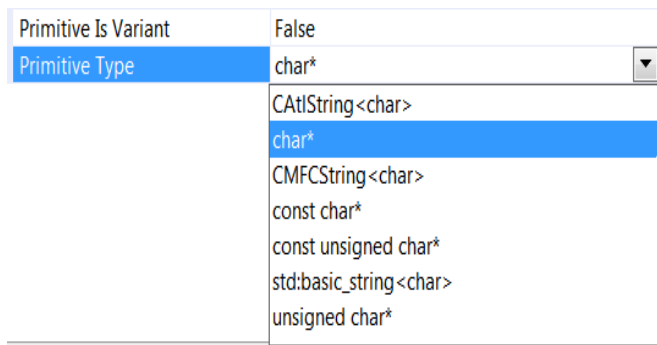 Primitive Is Variant False
Primitive Type char*
CAtlString<char>
char*
CMFCString<char>
const char*
const unsigned char*
std:basic_string<char>
unsigned char*